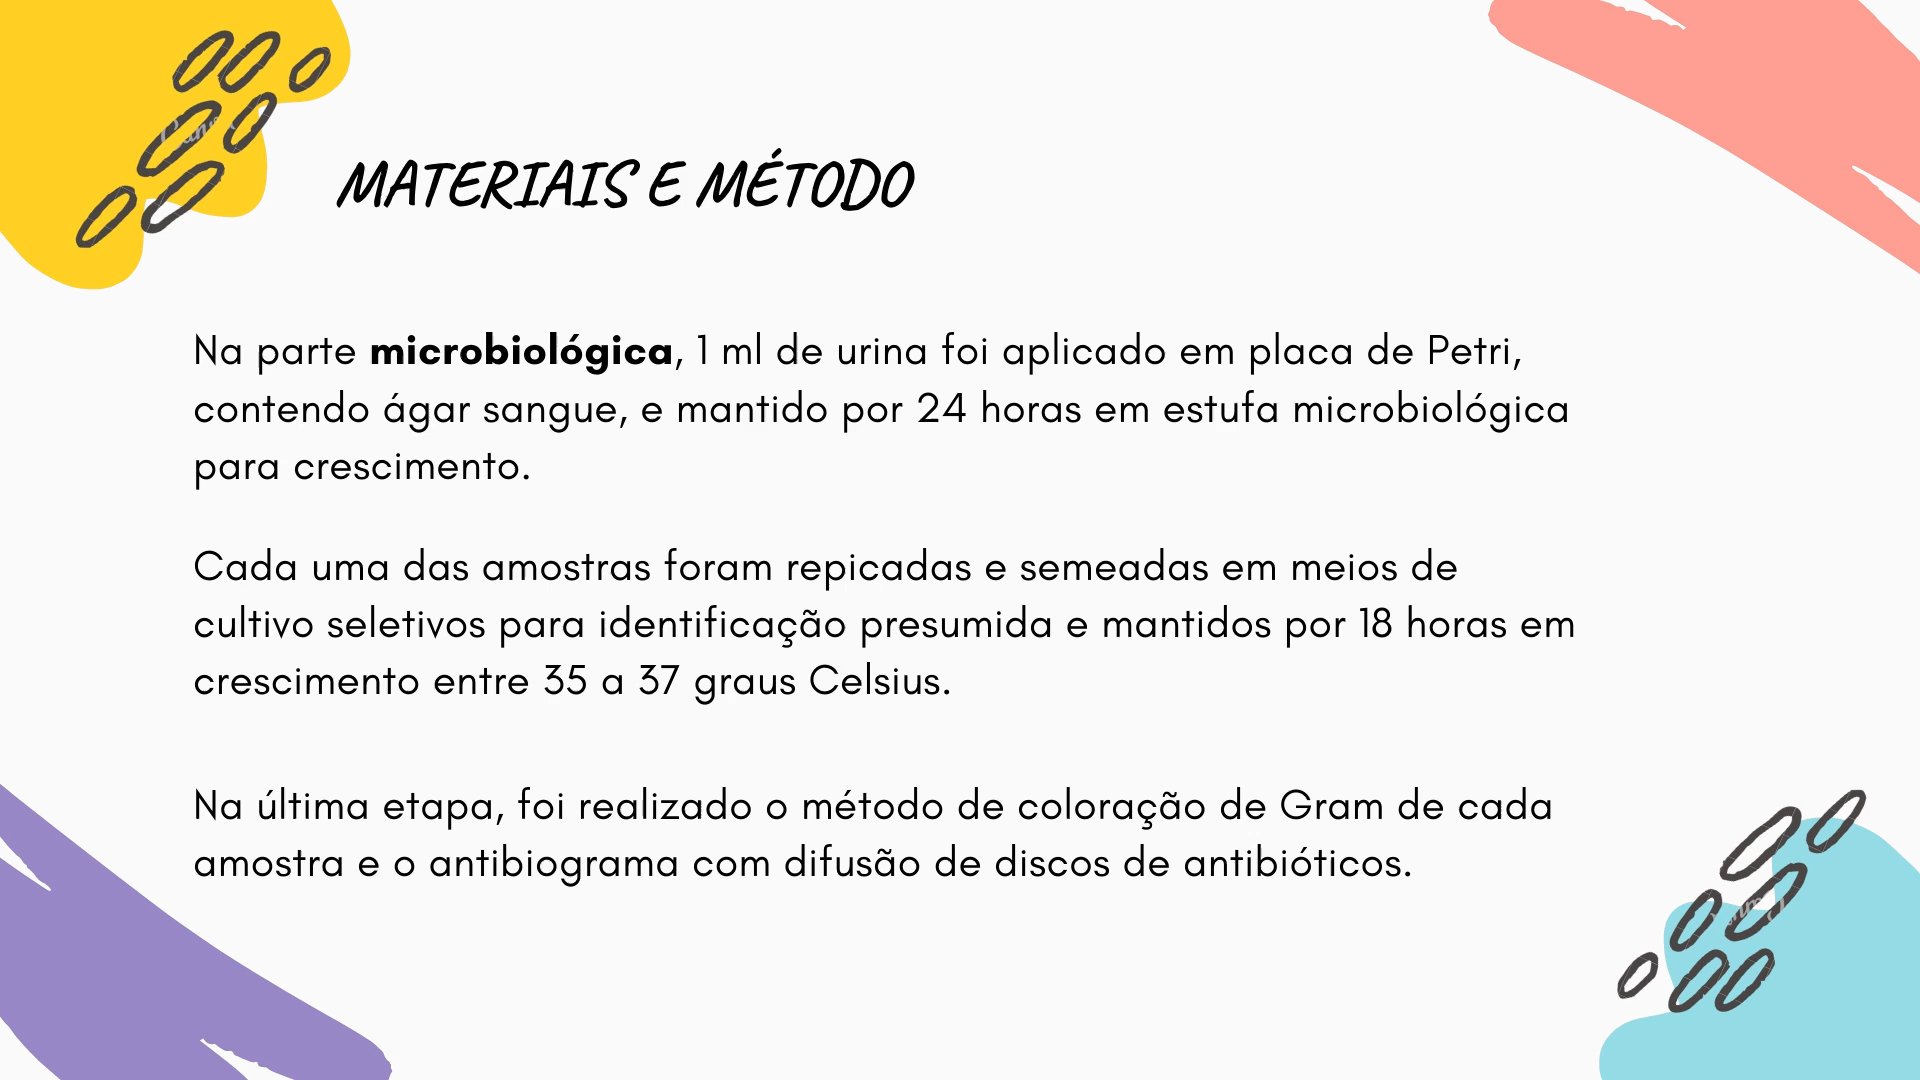 MATERIAIS E MÉTODO
Na parte microbiológica, 1 ml de urina foi aplicado em placa de Petri,
contendo ágar sangue, e mantido por 24 horas em estufa microbiológica
para crescimento.
Cada uma das amostras foram repicadas e semeadas em meios de
cultivo seletivos para identificação presumida e mantidos por 18 horas em
crescimento entre 35 a 37 graus Celsius.
Na última etapa, foi realizado o método de coloração de Gram de cada
amostra e o antibiograma com difusão de discos de antibióticos.